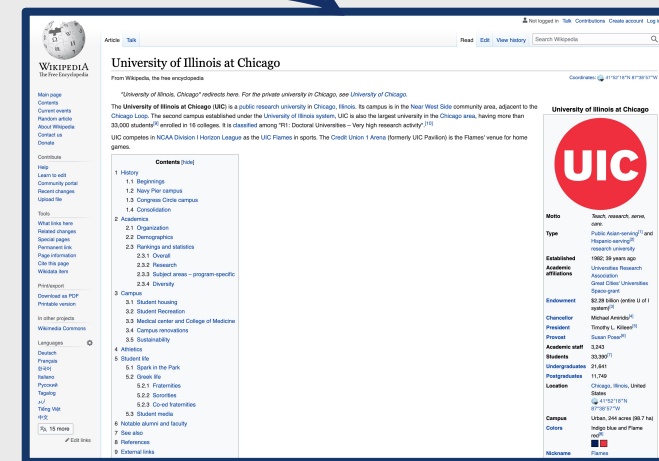 Not logged in Talk Contributions Create account Log in
Article Talk
Read Edit View history Search Wikipedia
WIKIPEDIA
The Free Encyclopedia
Main page
Contents
Current events
Random article
About Wikipedia
Contact us
Donate
Contribute
Help
Learn to edit
Community portal
Recent changes
Upload file
Tools
What links here
Related changes
Special pages
Permanent link
Page information
Cite this page
Wikidata item
Print/export
Download as PDF
Printable version
In other projects
Wikimedia Commons
Languages
Deutsch
Français
한국어
Italiano
Русский
Tagalog
اردو
Tiếng Việt
中文
15 more
Edit links
University of Illinois at Chicago
From Wikipedia, the free encyclopedia
Coordinates: 41°52′18″N 87°38′57″W
"University of Illinois, Chicago" redirects here. For the private university in Chicago, see University of Chicago.
The University of Illinois at Chicago (UIC) is a public research university in Chicago, Illinois. Its campus is in the Near West Side community area, adjacent to the
Chicago Loop. The second campus established under the University of Illinois system, UIC is also the largest university in the Chicago area, having more than
33,000 students[9] enrolled in 16 colleges. It is classified among "R1: Doctoral Universities – Very high research activity".[10]
UIC competes in NCAA Division I Horizon League as the UIC Flames in sports. The Credit Union 1 Arena (formerly UIC Pavilion) is the Flames' venue for home
games.
Contents [hide]
1 History
1.1 Beginnings
1.2 Navy Pier campus
1.3 Congress Circle campus
1.4 Consolidation
2 Academics
2.1 Organization
2.2 Demographics
2.3 Rankings and statistics
2.3.1 Overall
2.3.2 Research
2.3.3 Subject areas – program-specific
2.3.4 Diversity
3 Campus
3.1 Student housing
3.2 Student Recreation
3.3 Medical center and College of Medicine
3.4 Campus renovations
3.5 Sustainability
4 Athletics
5 Student life
5.1 Spark in the Park
5.2 Greek life
5.2.1 Fraternities
5.2.2 Sororities
5.2.3 Co-ed fraternities
5.3 Student media
6 Notable alumni and faculty
7 See also
8 References
9 External links
University of Illinois at Chicago
UIC
Motto Teach, research, serve,
care.
Type Public Asian-serving[1] and
Hispanic-serving[2]
research university
Established 1982; 39 years ago
Academic Universities Research
affiliations Association
Great Cities' Universities
Space-grant
Endowment $2.28 billion (entire U of I
system)[3]
Chancellor Michael Amiridis[4]
President Timothy L. Killeen[5]
Provost Susan Poser[6]
Academic staff 3,243
Students 33,390[7]
Undergraduates 21,641
Postgraduates 11,749
Location Chicago, Illinois, United
States
41°52′18″N
87°38′57″W
Campus Urban, 244 acres (98.7 ha)
Colors Indigo blue and Flame
red[8]
Nickname Flames